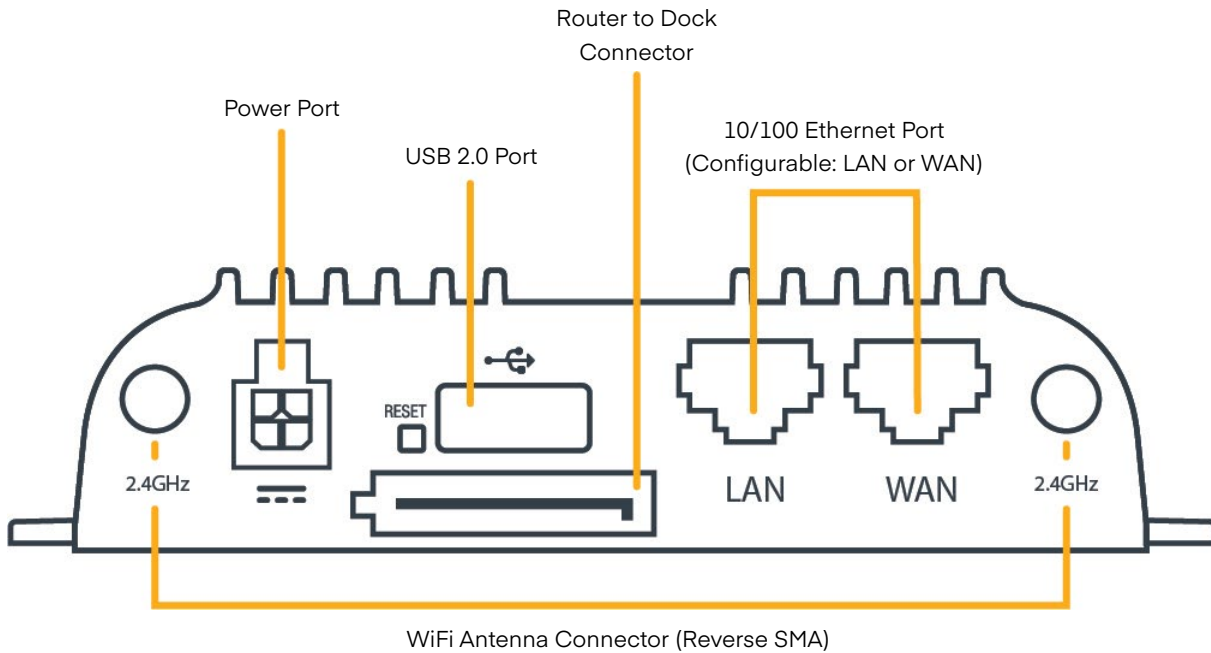 Router to Dock
Connector
Power Port
USB 2.0 Port
10/100 Ethernet Port
(Configurable: LAN or WAN)
RESET
2.4GHz
LAN
WAN
2.4GHz
WiFi Antenna Connector (Reverse SMA)